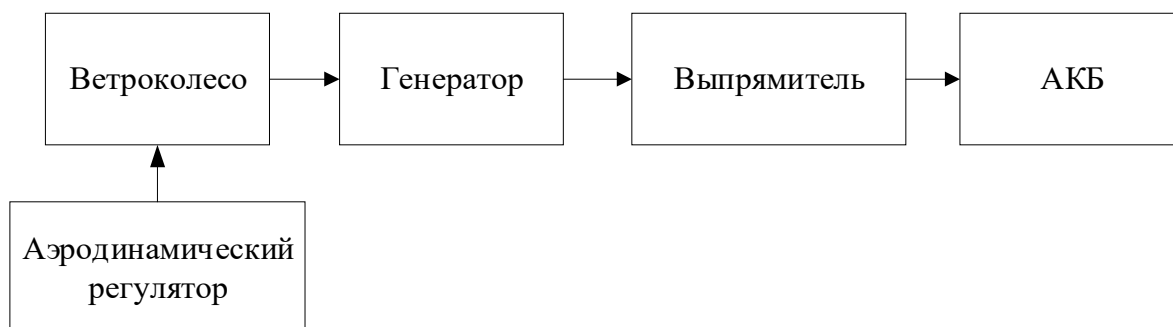 Ветроколесо
Генератор
Выпрямитель
АКБ
Аэродинамический
регулятор